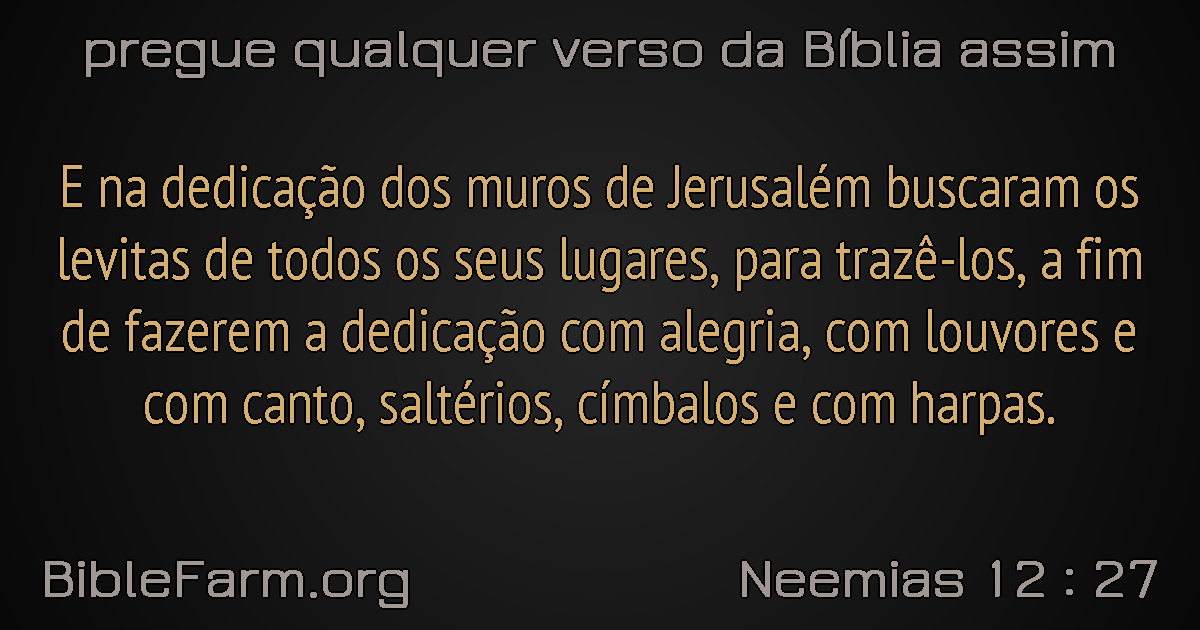 pregue qualquer verso da Bíblia assim
E na dedicação dos muros de Jerusalém buscaram os
levitas de todos os seus lugares, para trazê-los, a fim
de fazerem a dedicação com alegria, com louvores e
com canto, saltérios, címbalos e com harpas.
BibleFarm.org
Neemias 12 : 27